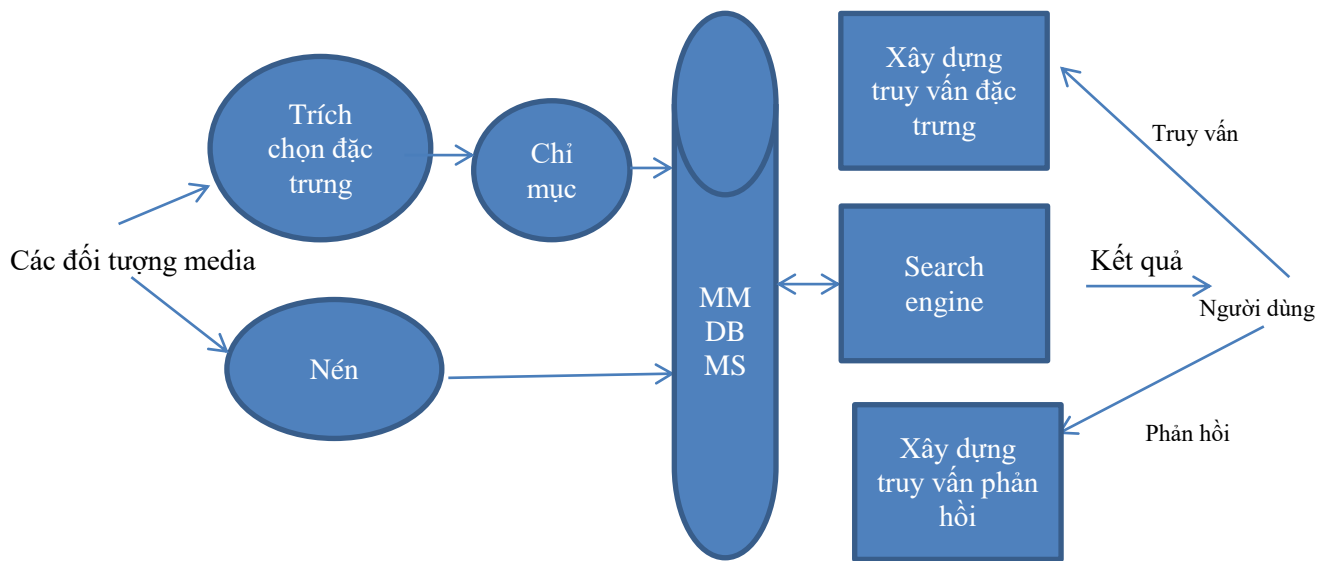 Các đối tượng media
Trích
chọn đặc
trưng
Chỉ
mục
Nén
MM
DB
MS
Xây dựng
truy vấn đặc
trưng
Search
engine
Xây dựng
truy vấn phản
hồi
Truy vấn
Kết quả
Người dùng
Phản hồi